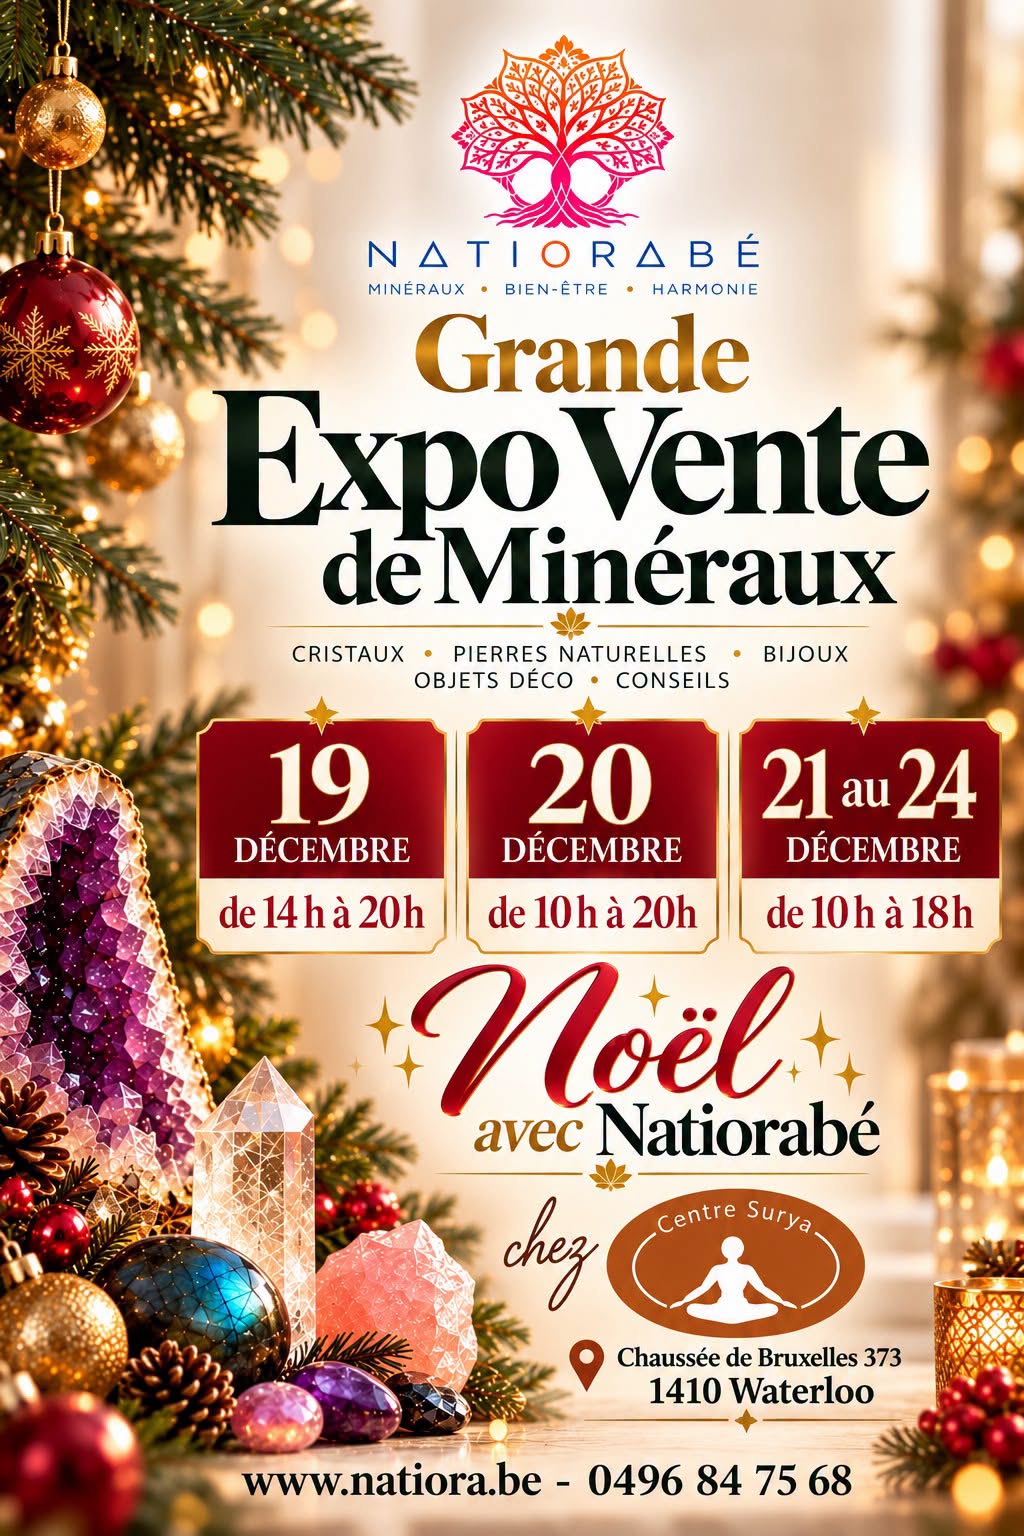 NATIORABÉ
MINÉRAUX • BIEN-ÊTRE • HARMONIE
Grande
Expo Vente
de Minéraux
CRISTAUX • PIERRES NATURELLES • BIJOUX
OBJETS DÉCO • CONSEILS
19
DÉCEMBRE
de 14 h à 20h
20
DÉCEMBRE
de 10 h à 20h
21 au 24
DÉCEMBRE
de 10 h à 18 h
Noël
avec Natiorabé
chez
Centre Surya
Chaussée de Bruxelles 373
1410 Waterloo
www.natiora.be - 0496 84 75 68